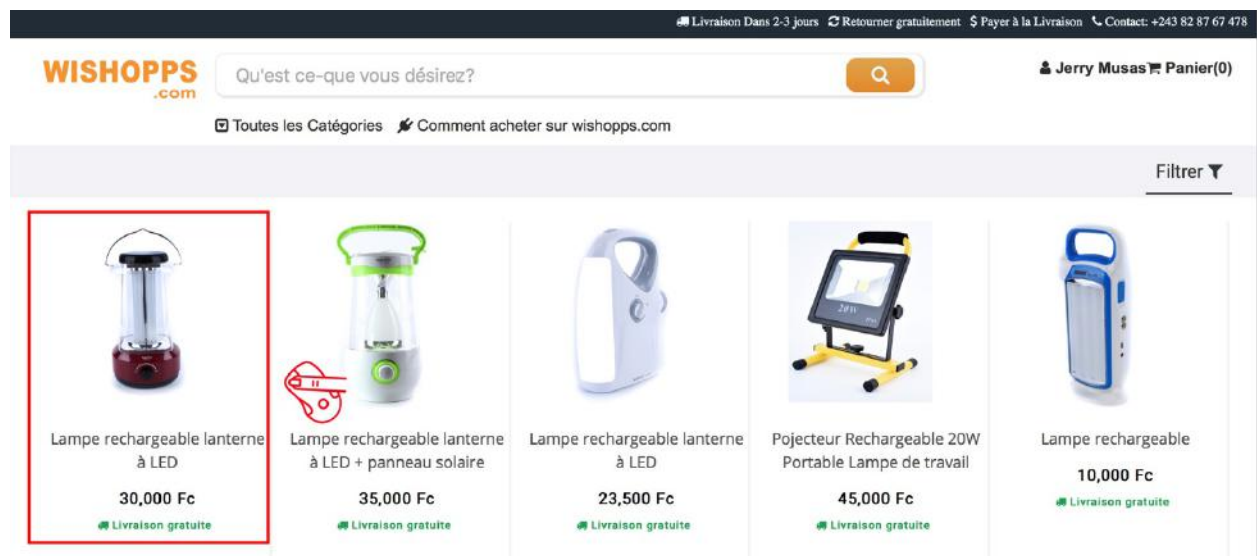 Livraison Dans 2-3 jours Retourner gratuitement $ Payer à la Livraison Contact: +243 82 87 67 478
WISHOPPS
.com
Qu'est ce-que vous désirez?
Jerry Musas Panier(0)
Toutes les Catégories Comment acheter sur wishopps.com
Filtrer
20W
Lampe rechargeable lanterne
à LED
30,000 Fc
Livraison gratuite
Lampe rechargeable lanterne
à LED + panneau solaire
35,000 Fc
Livraison gratuite
Lampe rechargeable lanterne
à LED
23,500 Fc
Livraison gratuite
Pojecteur Rechargeable 20W
Portable Lampe de travail
45,000 Fc
Livraison gratuite
Lampe rechargeable
10,000 Fc
Livraison gratuite